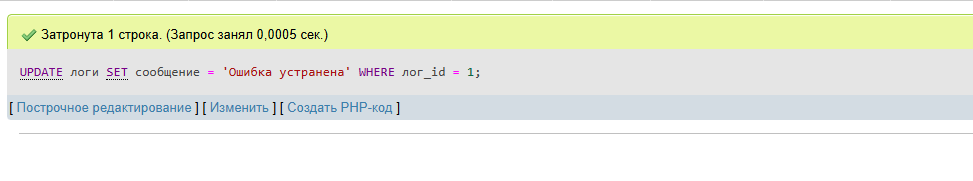 Затронута 1 строка. (Запрос занял 0,0005 сек.)
UPDATE логи SET сообщение = 'Ошибка устранена' WHERE лог_id = 1;
[ Построчное редактирование ] [ Изменить ] [ Создать PHP-код ]